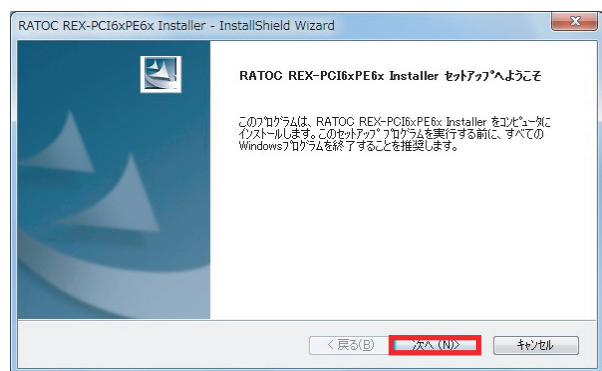 RATOC REX-PCI6xPE6x Installer - InstallShield Wizard
RATOC REX-PCI6xPE6x Installer ｾｯﾄｱｯﾌﾟへようこそ
このﾌﾟﾛｸﾞﾗﾑは、RATOC REX-PCI6xPE6x Installer をｺﾝﾋﾟｭｰﾀに
ｲﾝｽﾄｰﾙします。このｾｯﾄｱｯﾌﾟ ﾌﾟﾛｸﾞﾗﾑを実行する前に、すべての
Windowsﾌﾟﾛｸﾞﾗﾑを終了することを推奨します。
< 戻る(B)
次へ (N)>
ｷｬﾝｾﾙ